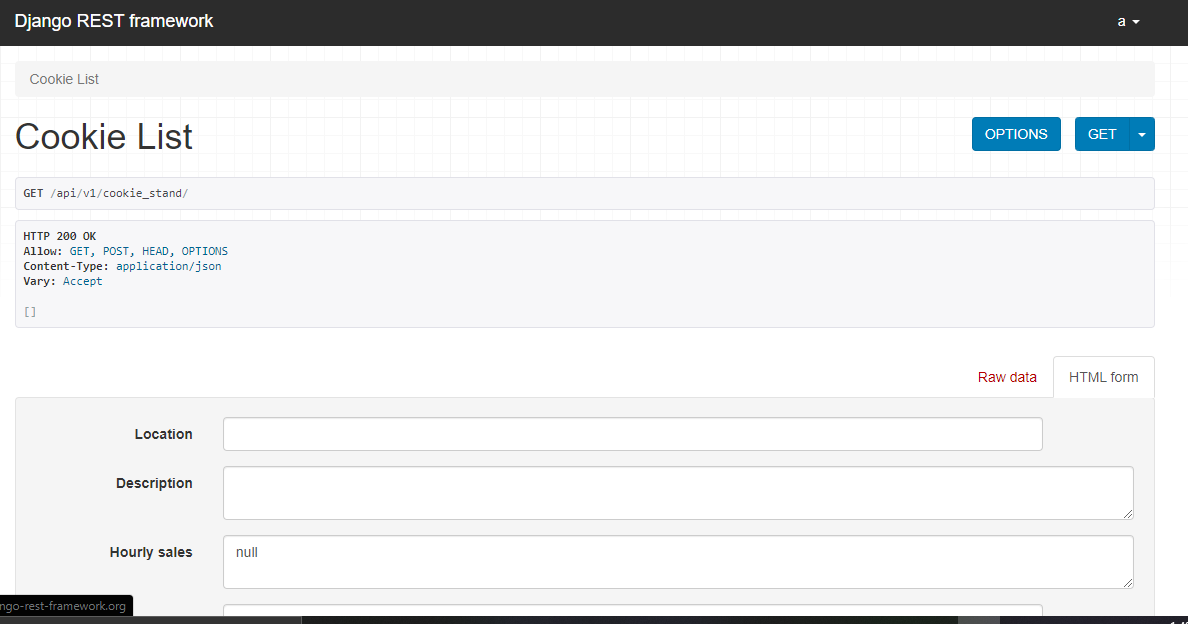 Django REST framework
a
Cookie List
Cookie List
OPTIONS
GET
GET /api/v1/cookie_stand/
HTTP 200 OK
Allow: GET, POST, HEAD, OPTIONS
Content-Type: application/json
Vary: Accept
[]
Raw data
HTML form
Location
Description
Hourly sales
null
ngo-rest-framework.org